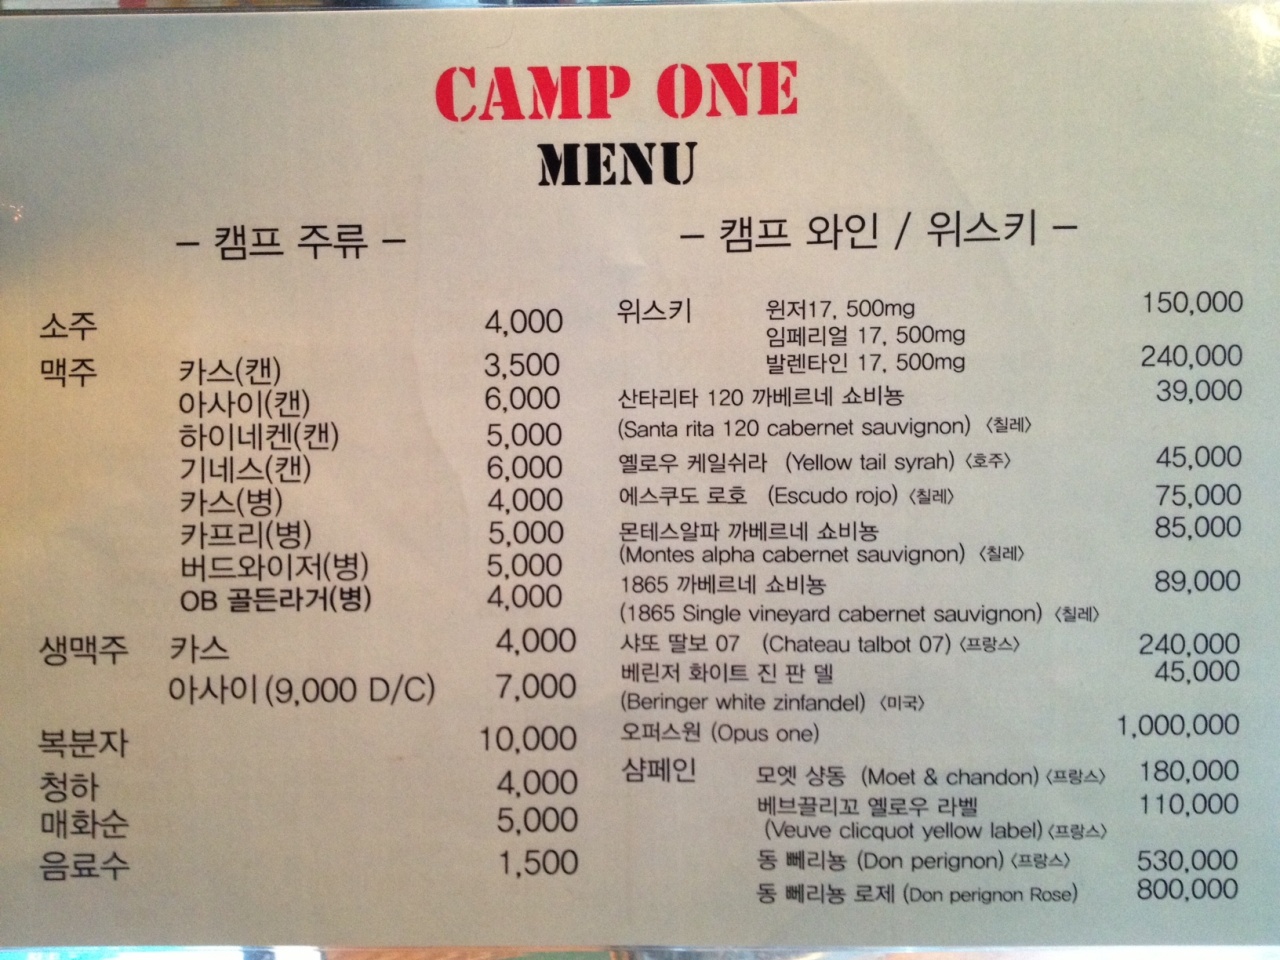 CAMP ONE
MENU
– 캠프 주류 –
소주 4,000
맥주 카스(캔) 3,500
아사이(캔) 6,000
하이네켄(캔) 5,000
기네스(캔) 6,000
카스(병) 4,000
카프리(병) 5,000
버드와이저(병) 5,000
OB 골든라거(병) 4,000
생맥주 카스 4,000
아사이(9,000 D/C) 7,000
복분자 10,000
청하 4,000
매화순 5,000
음료수 1,500
– 캠프 와인 / 위스키 –
위스키 윈저17, 500mg 150,000
임페리얼 17, 500mg
발렌타인 17, 500mg 240,000
산타리타 120 까베르네 쇼비뇽 39,000
(Santa rita 120 cabernet sauvignon) 〈칠레〉
옐로우 케일쉬라 (Yellow tail syrah) 〈호주〉 45,000
에스쿠도 로호 (Escudo rojo) 〈칠레〉 75,000
몬테스알파 까베르네 쇼비뇽 85,000
(Montes alpha cabernet sauvignon) 〈칠레〉
1865 까베르네 쇼비뇽 89,000
(1865 Single vineyard cabernet sauvignon) 〈칠레〉
샤또 딸보 07 (Chateau talbot 07) 〈프랑스〉 240,000
베린저 화이트 진 판 델 45,000
(Beringer white zinfandel) 〈미국〉
오퍼스원 (Opus one) 1,000,000
샴페인 모엣 샹동 (Moet & chandon) 〈프랑스〉 180,000
베브끌리꼬 옐로우 라벨 110,000
(Veuve clicquot yellow label) 〈프랑스〉
동 뻬리뇽 (Don perignon) 〈프랑스〉 530,000
동 뻬리뇽 로제 (Don perignon Rose) 800,000